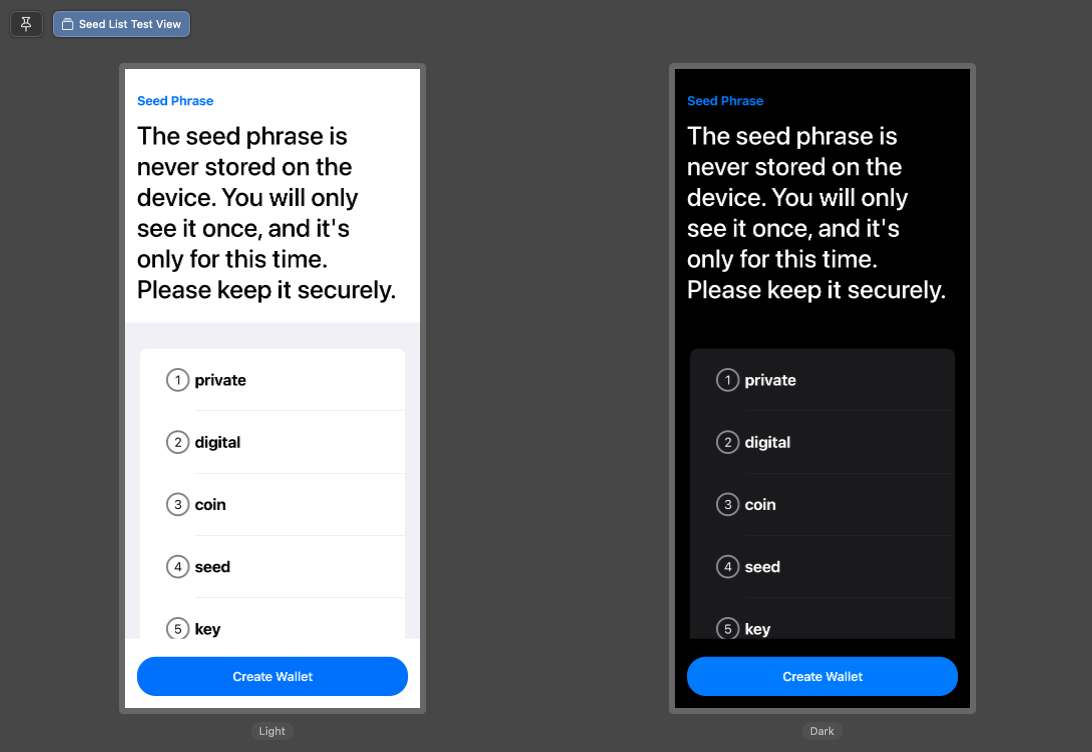 Seed List Test View
Seed Phrase
The seed phrase is
never stored on the
device. You will only
see it once, and it's
only for this time.
Please keep it securely.
1 private
2 digital
3 coin
4 seed
5 key
Create Wallet
Light
Seed Phrase
The seed phrase is
never stored on the
device. You will only
see it once, and it's
only for this time.
Please keep it securely.
1 private
2 digital
3 coin
4 seed
5 key
Create Wallet
Dark